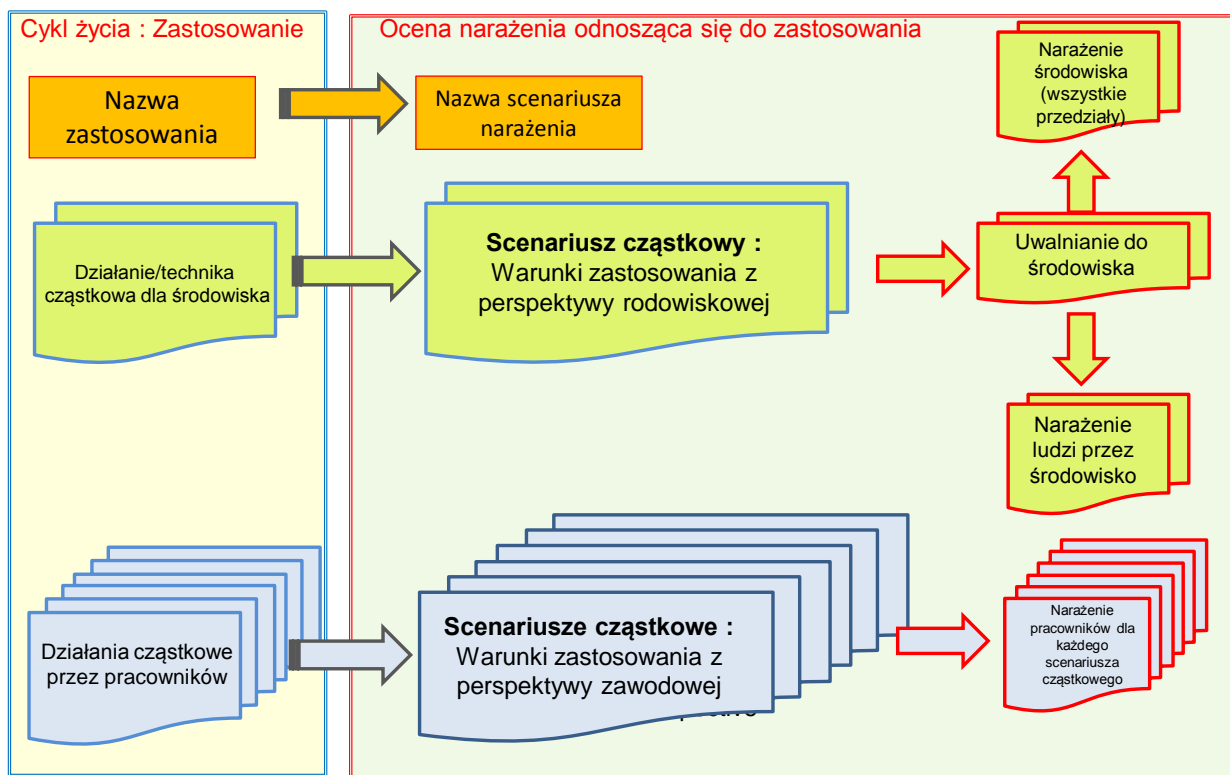 Cykl życia : Zastosowanie
Ocena narażenia odnosząca się do zastosowania
Nazwa
zastosowania
Nazwa scenariusza
narażenia
Narażenie
środowiska
(wszystkie
przedziały)
Działanie/technika
cząstkowa dla środowiska
Scenariusz cząstkowy :
Warunki zastosowania z
perspektywy rodowiskowej
Uwalnianie do
środowiska
Narażenie
ludzi przez
środowisko
Działania cząstkowe
przez pracowników
Scenariusze cząstkowe :
Warunki zastosowania z
perspektywy zawodowej
Narażenie
pracowników dla
każdego
scenariusza
cząstkowego